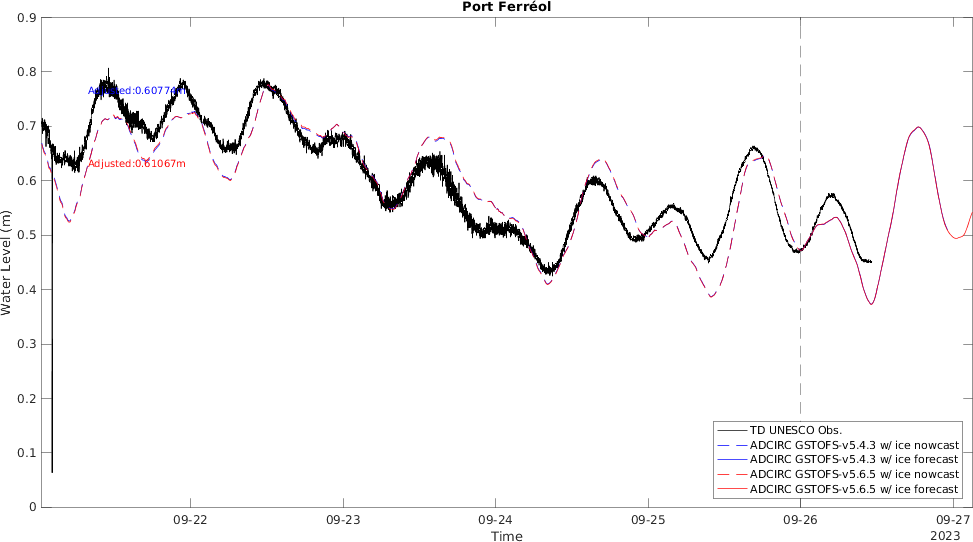 Port Ferréol
0.9
0.8
0.7
0.6
0.5
0.4
0.3
0.2
0.1
0
Water Level (m)
Adjusted:0.60774m
Adjusted:0.61067m
TD UNESCO Obs.
ADCIRC GSTOFS-v5.4.3 w/ ice nowcast
ADCIRC GSTOFS-v5.4.3 w/ ice forecast
ADCIRC GSTOFS-v5.6.5 w/ ice nowcast
ADCIRC GSTOFS-v5.6.5 w/ ice forecast
09-22
09-23
09-24
09-25
09-26
09-27
Time
2023